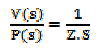 V(s)/P(s) = 1/Z.S